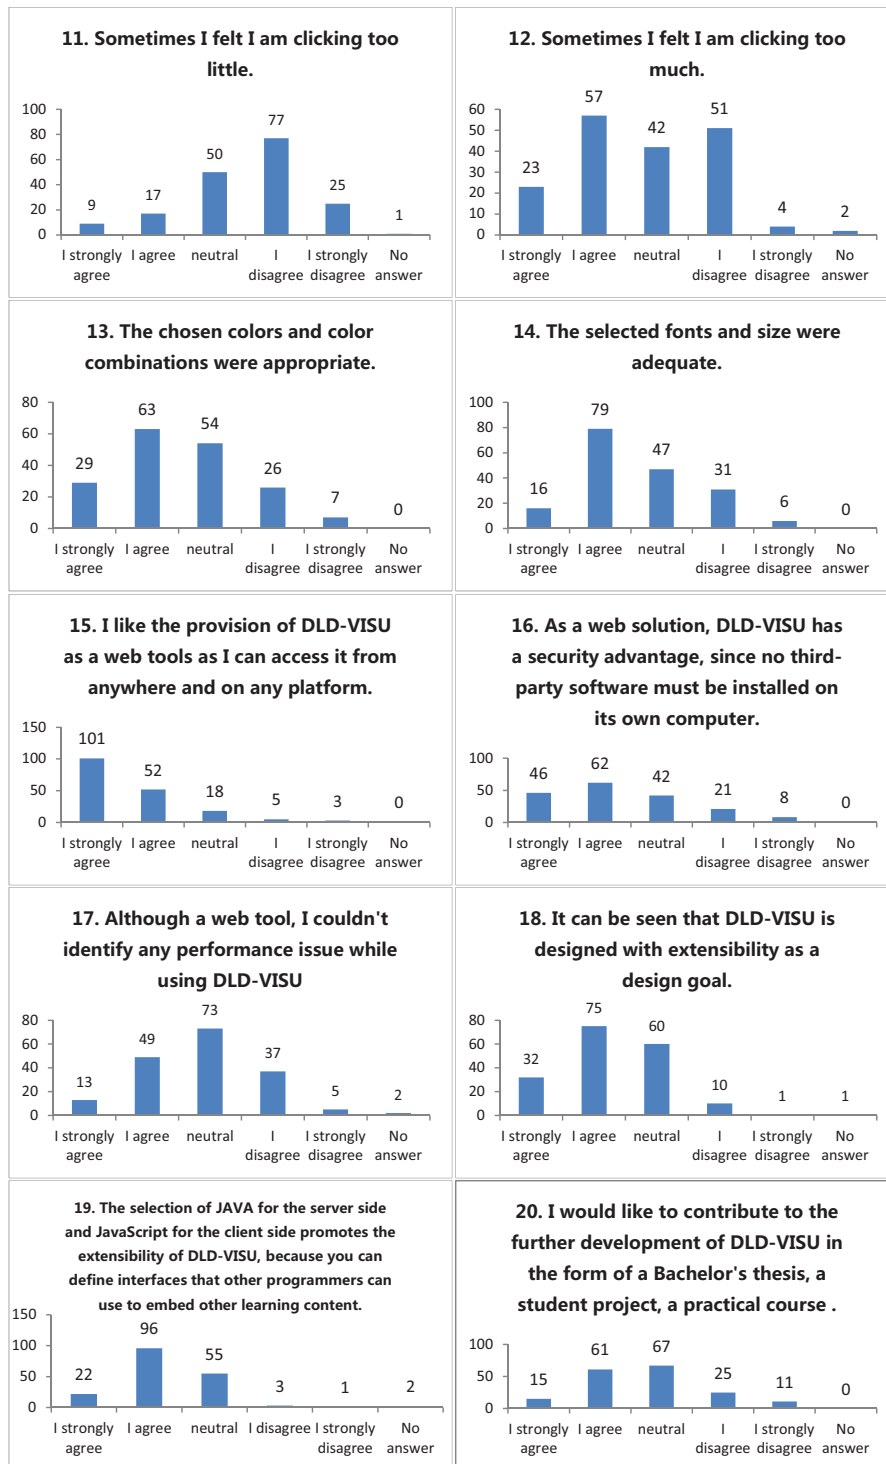 11. Sometimes I felt I am clicking too
little.
100
80
60
40
20
0
9
17
50
77
25
1
I strongly
agree
I agree
neutral
I
disagree
I strongly
disagree
No
answer
12. Sometimes I felt I am clicking too
much.
60
50
40
30
20
10
0
23
57
42
51
4
2
I strongly
agree
I agree
neutral
I
disagree
I strongly
disagree
No
answer
13. The chosen colors and color
combinations were appropriate.
80
60
40
20
0
29
63
54
26
7
0
I strongly
agree
I agree
neutral
I
disagree
I strongly
disagree
No
answer
14. The selected fonts and size were
adequate.
100
80
60
40
20
0
16
79
47
31
6
0
I strongly
agree
I agree
neutral
I
disagree
I strongly
disagree
No
answer
15. I like the provision of DLD-VISU
as a web tools as I can access it from
anywhere and on any platform.
150
100
50
0
101
52
18
5
3
0
I strongly
agree
I agree
neutral
I
disagree
I strongly
disagree
No
answer
16. As a web solution, DLD-VISU has
a security advantage, since no third-
party software must be installed on
its own computer.
100
50
0
46
62
42
21
8
0
I strongly
agree
I agree
neutral
I
disagree
I strongly
disagree
No
answer
17. Although a web tool, I couldn't
identify any performance issue while
using DLD-VISU
80
60
40
20
0
13
49
73
37
5
2
I strongly
agree
I agree
neutral
I
disagree
I strongly
disagree
No
answer
18. It can be seen that DLD-VISU is
designed with extensibility as a
design goal.
80
60
40
20
0
32
75
60
10
1
1
I strongly
agree
I agree
neutral
I
disagree
I strongly
disagree
No
answer
19. The selection of JAVA for the server side
and JavaScript for the client side promotes the
extensibility of DLD-VISU, because you can
define interfaces that other programmers can
use to embed other learning content.
150
100
50
0
22
96
55
3
1
2
I strongly
agree
I agree
neutral
I disagree
I strongly
disagree
No
answer
20. I would like to contribute to the
further development of DLD-VISU in
the form of a Bachelor's thesis, a
student project, a practical course .
100
50
0
15
61
67
25
11
0
I strongly
agree
I agree
neutral
I
disagree
I strongly
disagree
No
answer